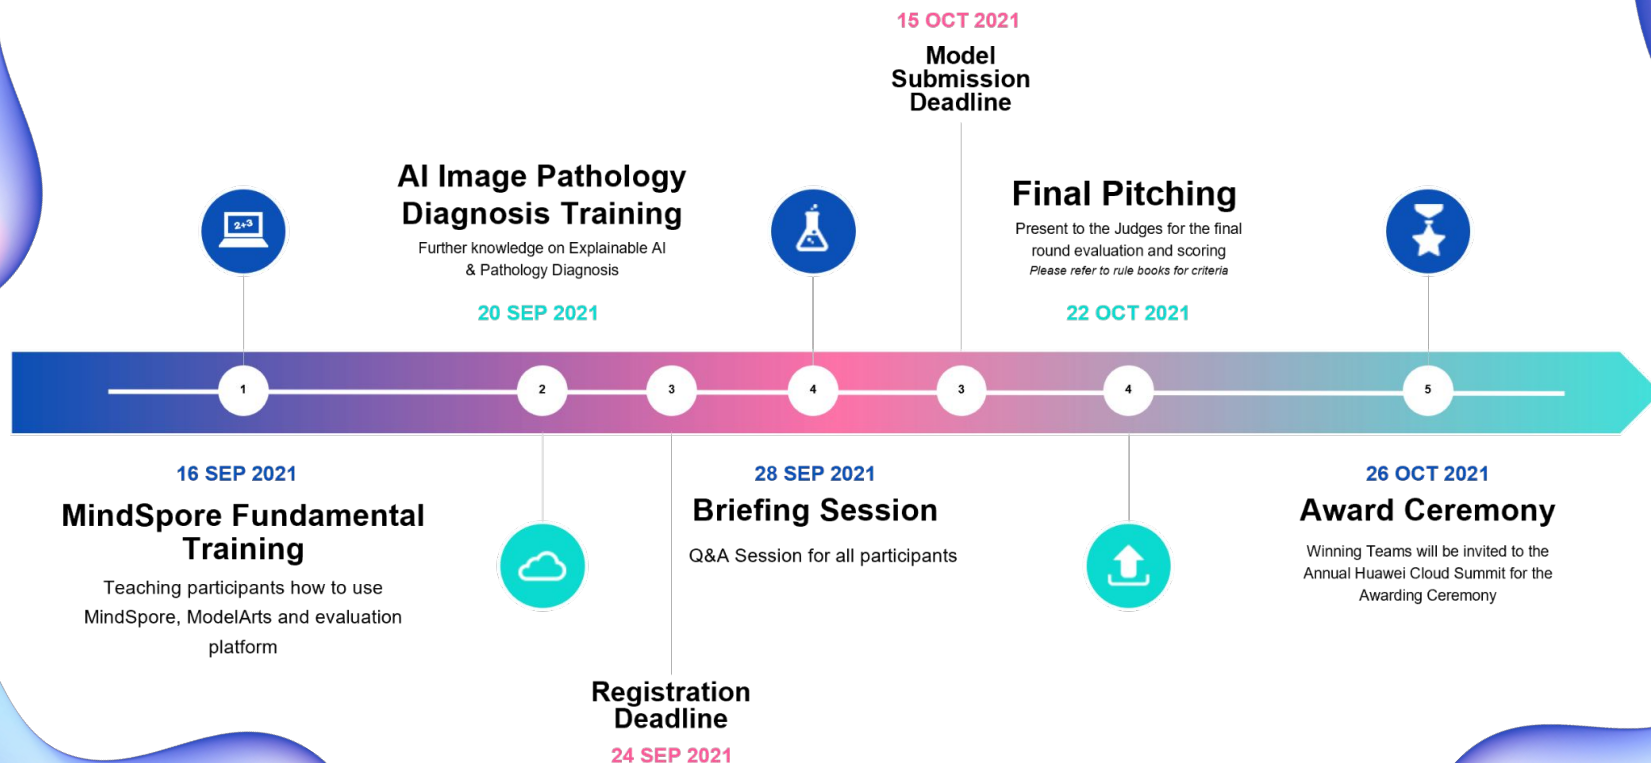 15 OCT 2021
Model
Submission
Deadline
AI Image Pathology
Diagnosis Training
Further knowledge on Explainable AI
& Pathology Diagnosis
20 SEP 2021
Final Pitching
Present to the Judges for the final
round evaluation and scoring
Please refer to rule books for criteria
22 OCT 2021
2+3
1
2
3
4
3
4
5
16 SEP 2021
MindSpore Fundamental
Training
Teaching participants how to use
MindSpore, ModelArts and evaluation
platform
28 SEP 2021
Briefing Session
Q&A Session for all participants
26 OCT 2021
Award Ceremony
Winning Teams will be invited to the
Annual Huawei Cloud Summit for the
Awarding Ceremony
Registration
Deadline
24 SEP 2021